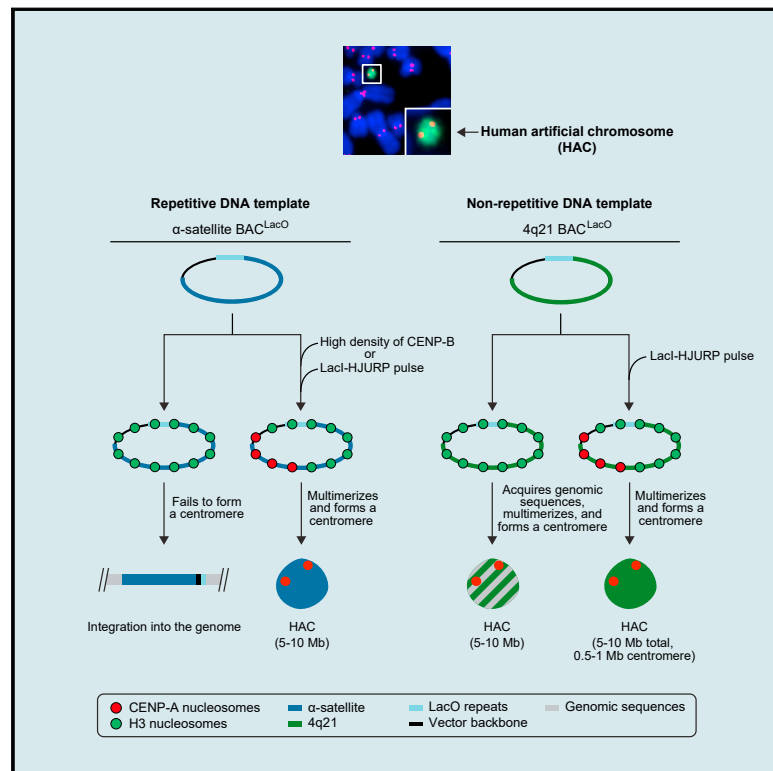 Human artificial chromosome
(HAC)
Repetitive DNA template
α-satellite BACLacO
Non-repetitive DNA template
4q21 BACLacO
High density of CENP-B
or
LacI-HJURP pulse
LacI-HJURP pulse
Fails to form
a centromere
Multimerizes
and forms a
centromere
Acquires genomic
sequences,
multimerizes, and
forms a centromere
Multimerizes
and forms a
centromere
Integration into the genome
HAC
(5-10 Mb)
HAC
(5-10 Mb)
HAC
(5-10 Mb total,
0.5-1 Mb centromere)
CENP-A nucleosomes
H3 nucleosomes
α-satellite
4q21
LacO repeats
Vector backbone
Genomic sequences